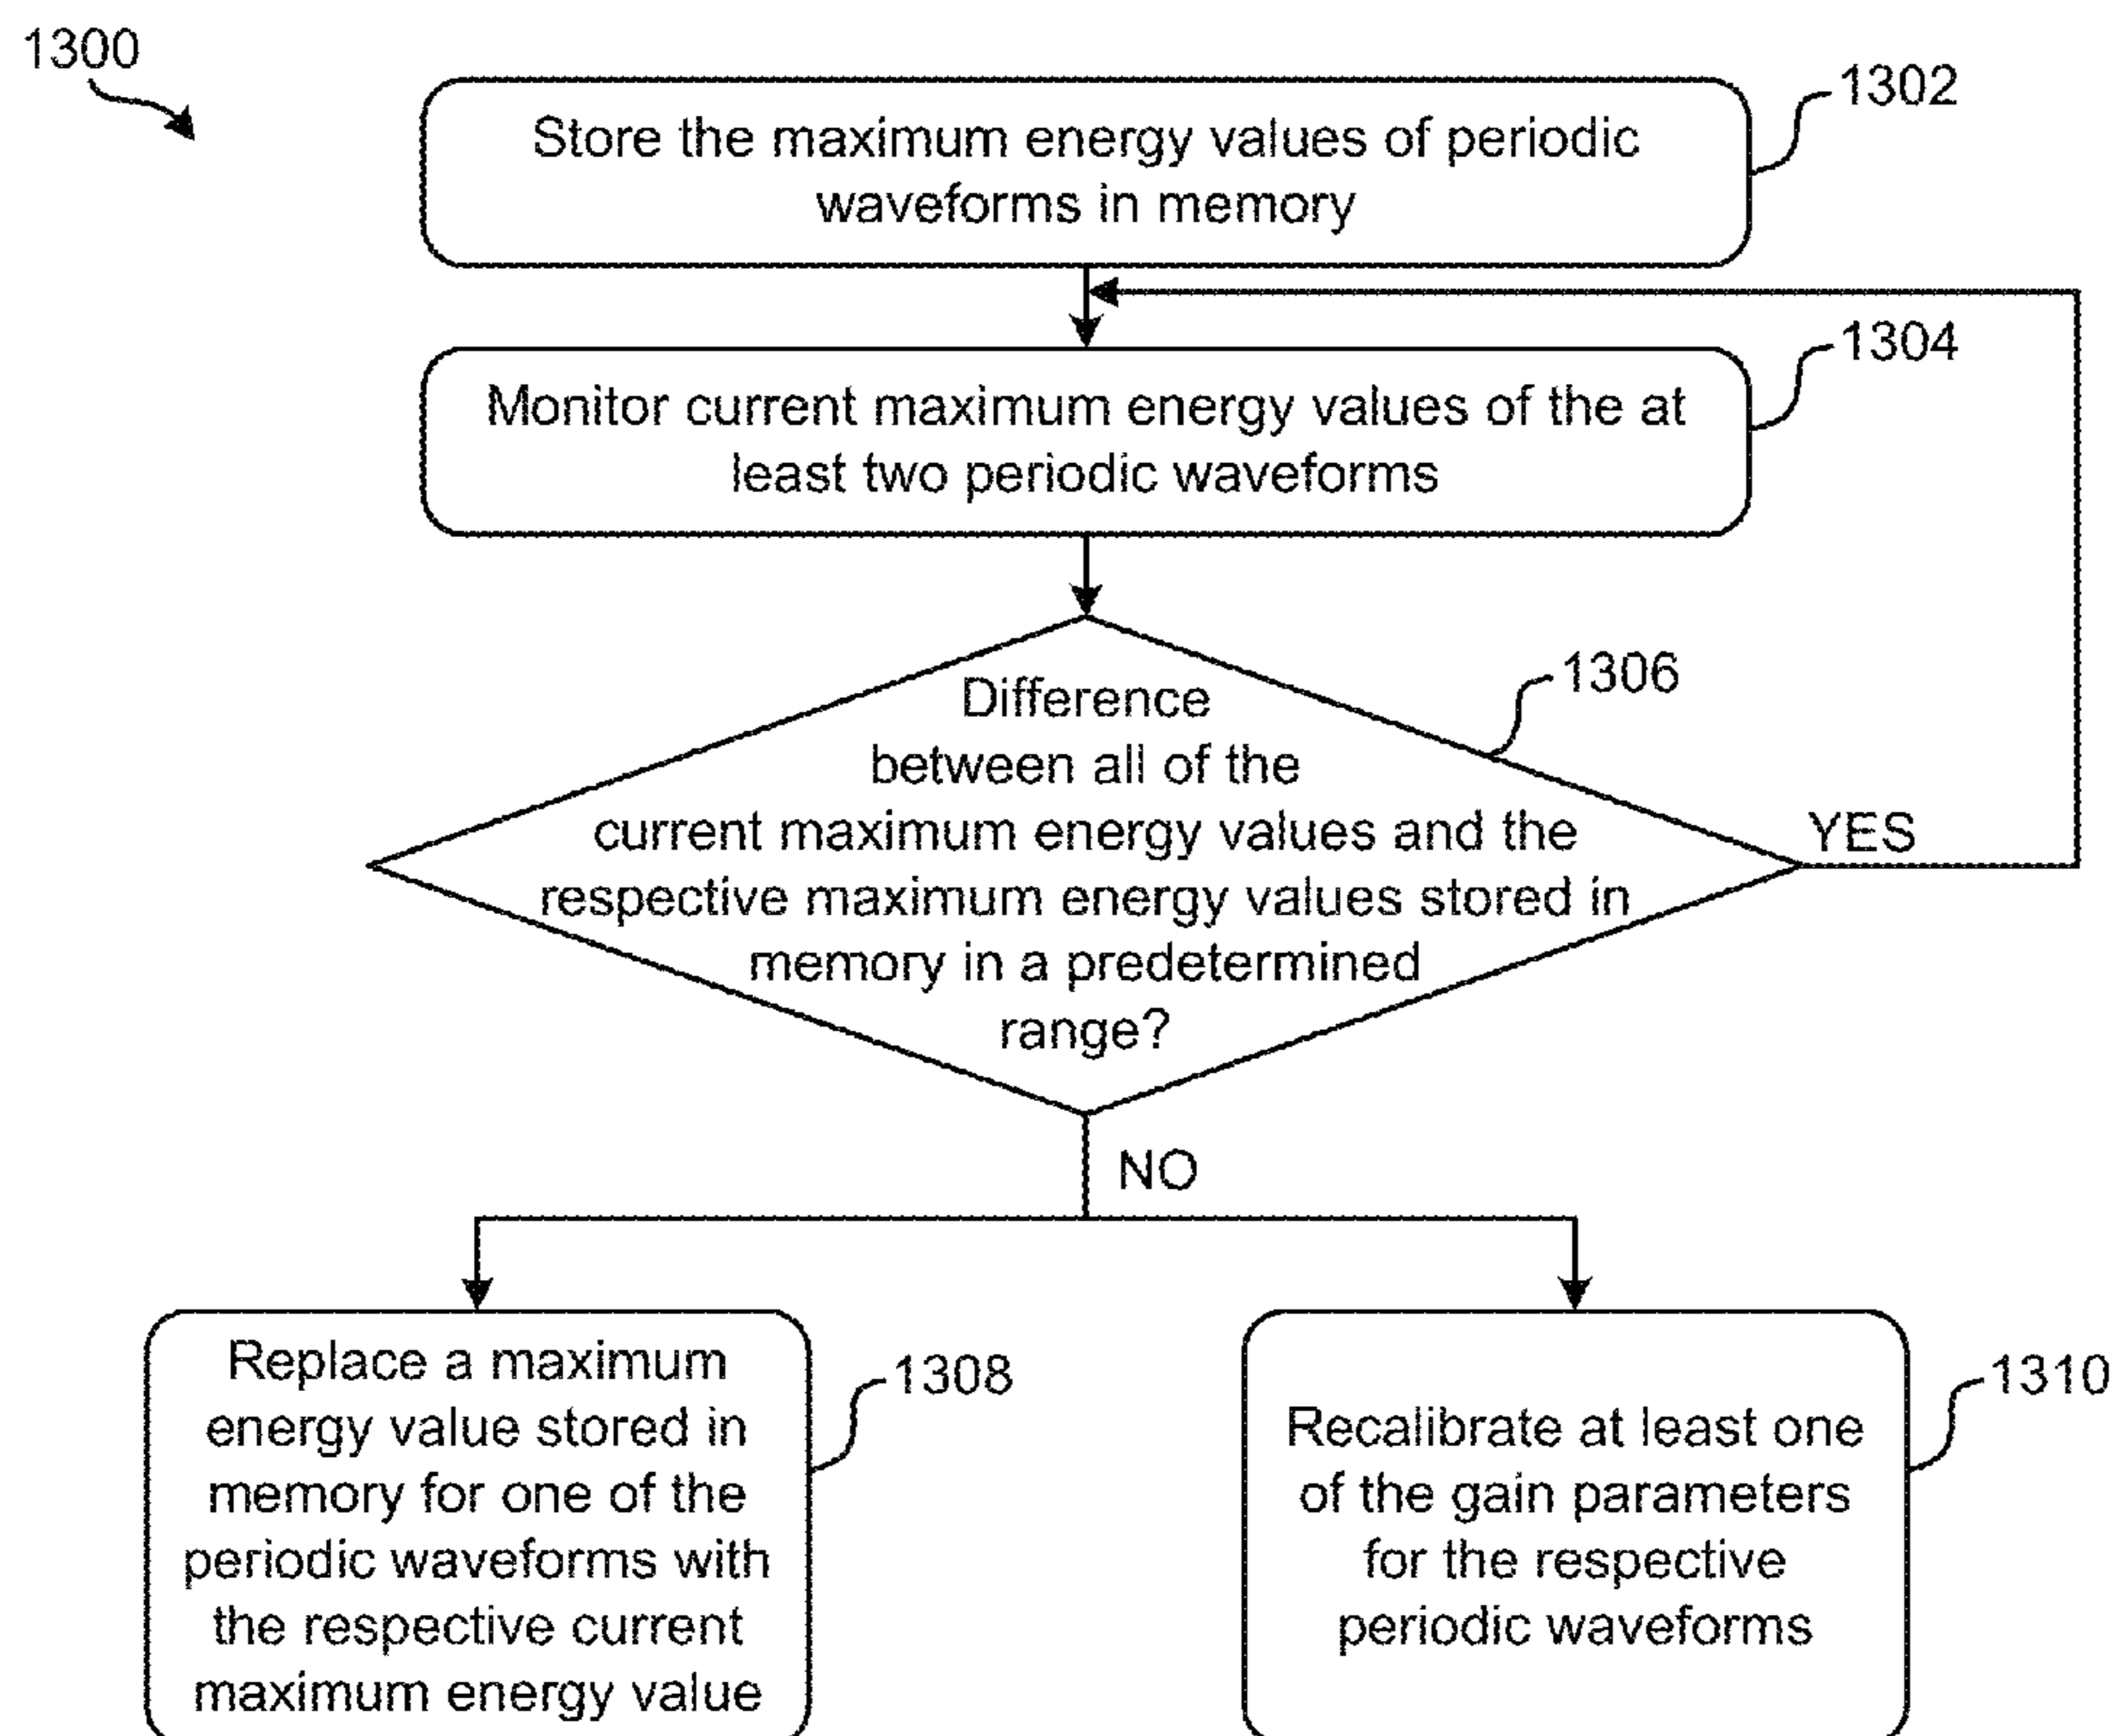 1300
Store the maximum energy values of periodic
waveforms in memory
1302
Monitor current maximum energy values of the at
least two periodic waveforms
1304
Difference
between all of the
current maximum energy values and the
respective maximum energy values stored in
memory in a predetermined
range?
1306
YES
NO
Replace a maximum
energy value stored in
memory for one of the
periodic waveforms with
the respective current
maximum energy value
1308
Recalibrate at least one
of the gain parameters
for the respective
periodic waveforms
1310